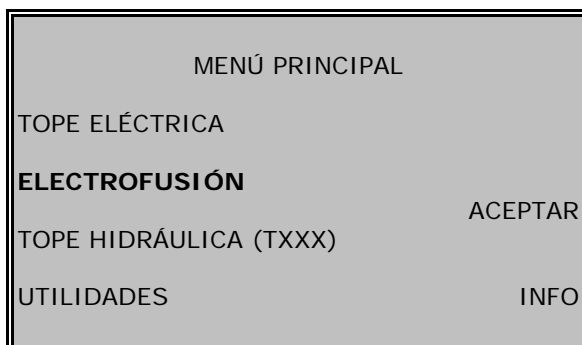 MENÚ PRINCIPAL
TOPE ELÉCTRICA
ELECTROFUSIÓN
ACEPTAR
TOPE HIDRÁULICA (TXXX)
UTILIDADES INFO